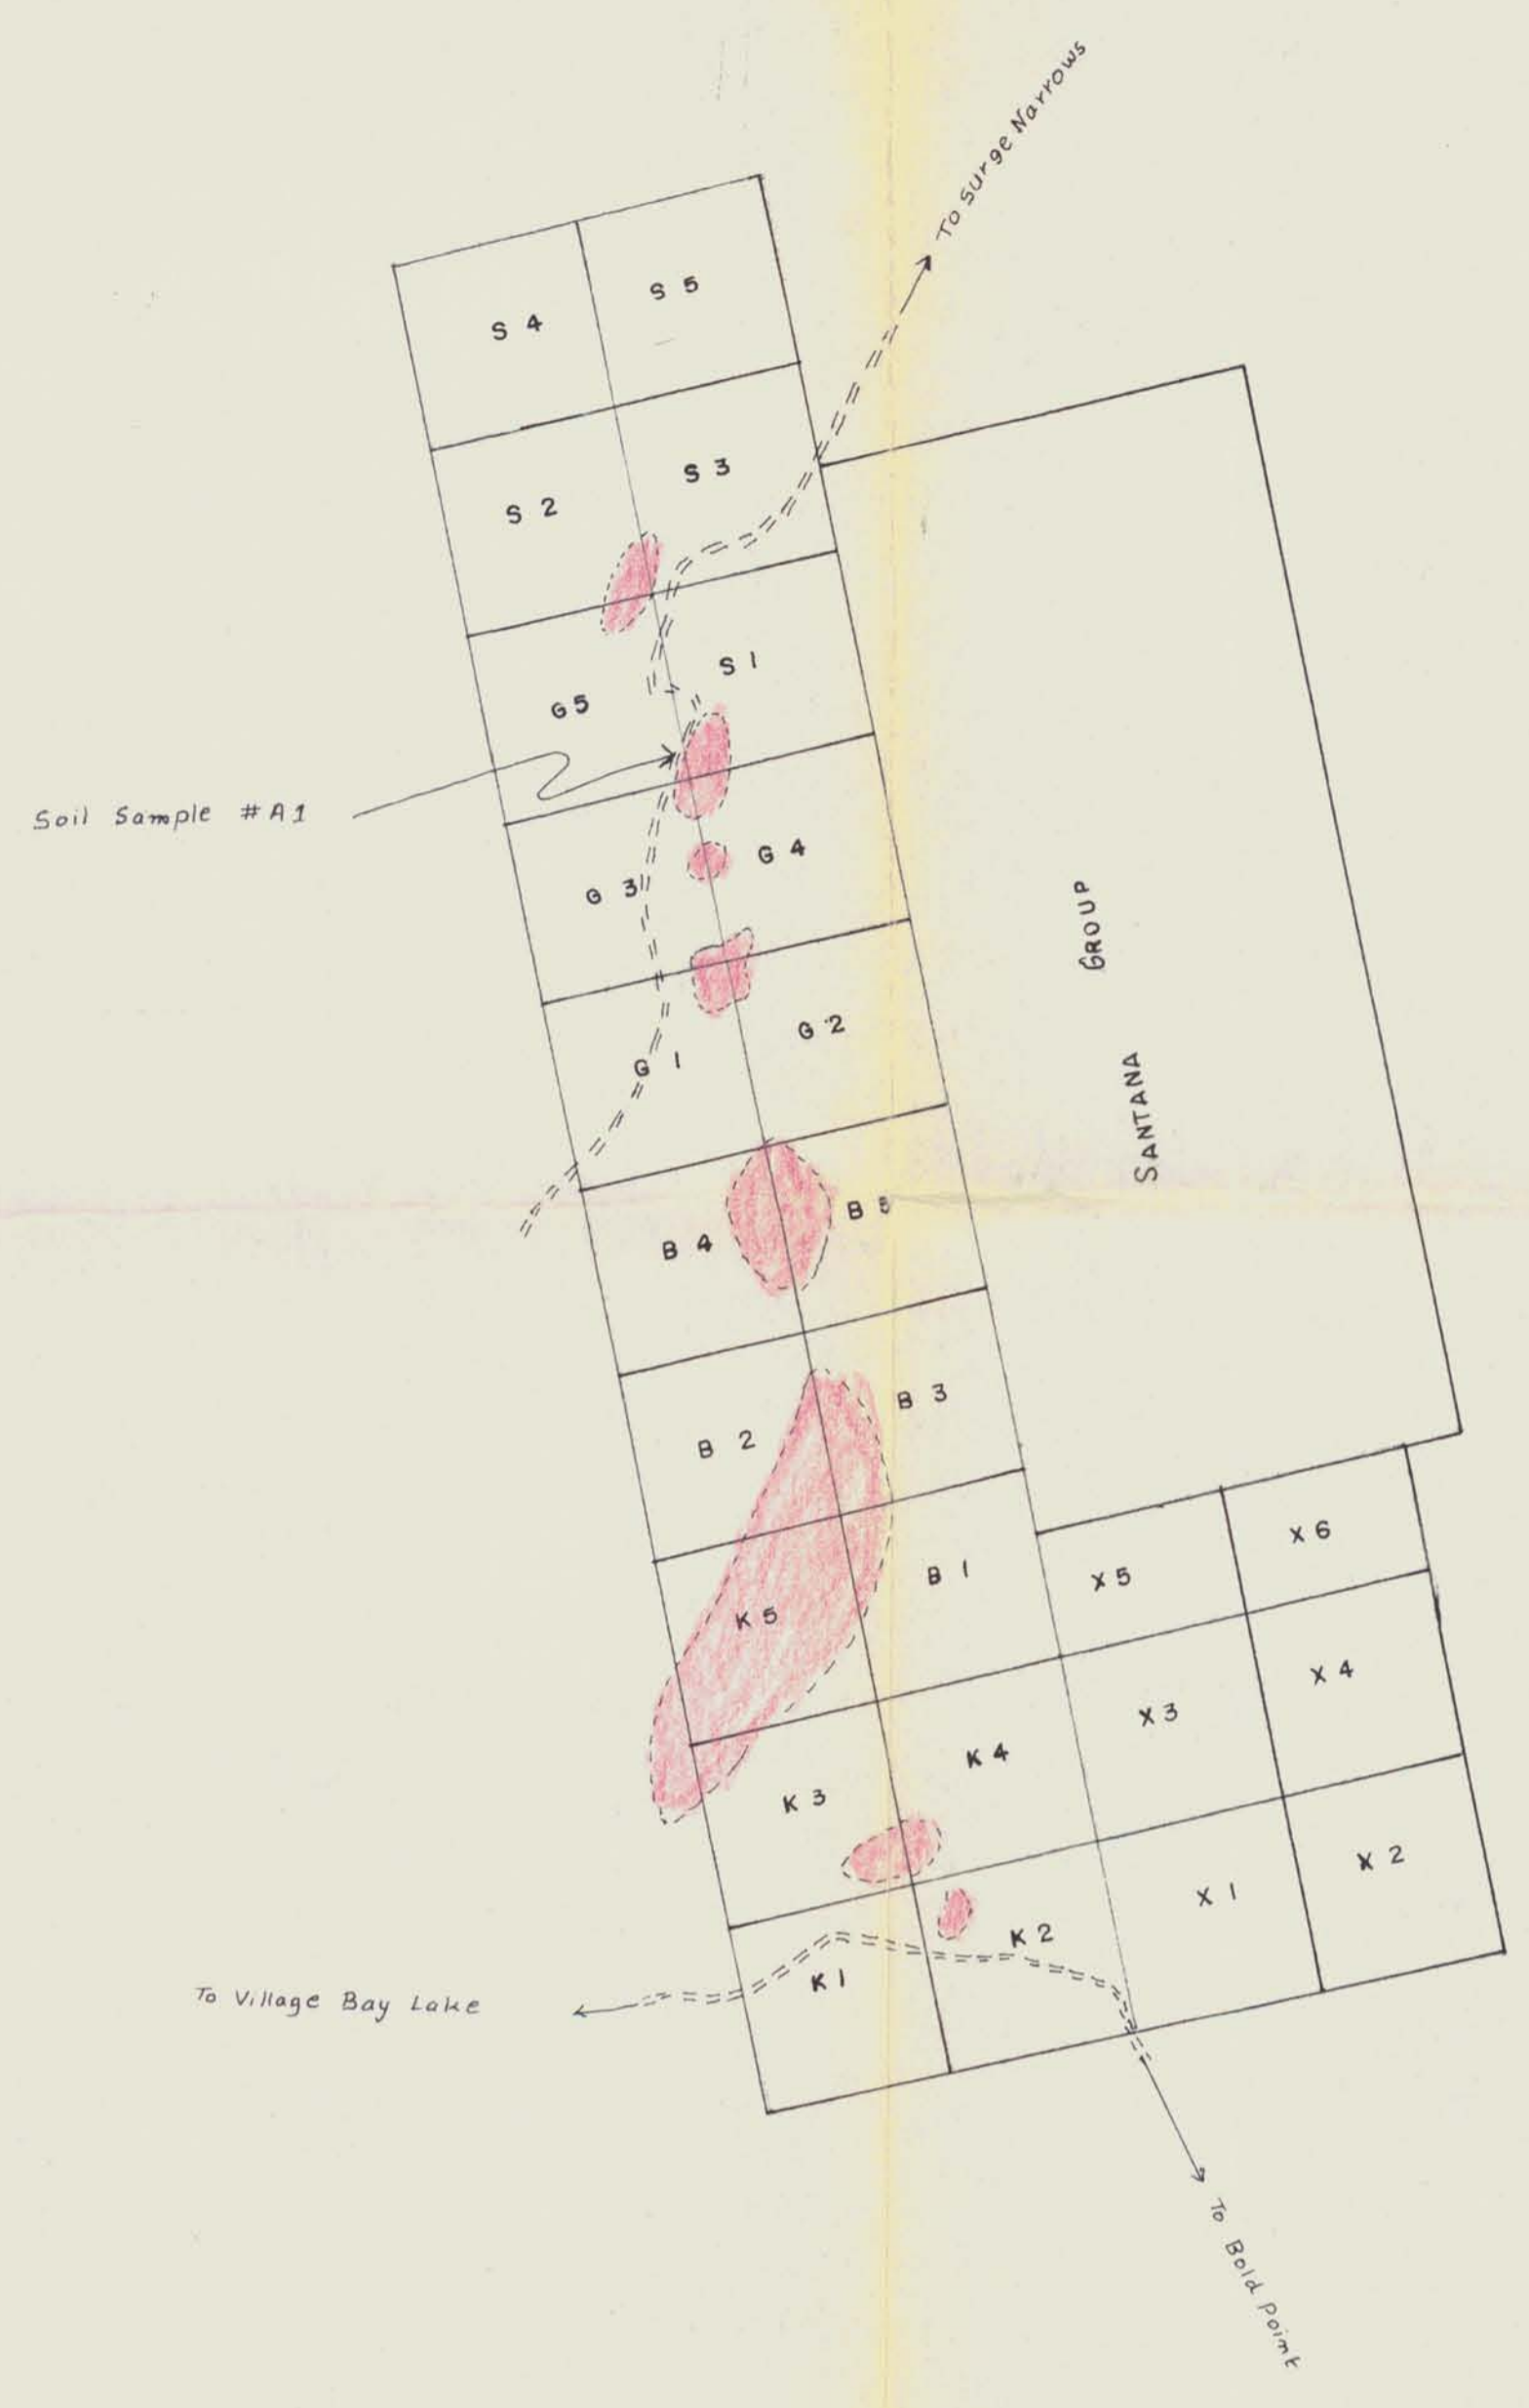 To Surge Narrows
S 5
S 4
S 3
S 2
S 1
G 5
Soil Sample # A 1
G 4
G 3
GROUP
G 2
G 1
SANTANA
B 5
B 4
B 3
B 2
X 6
B 1
X 5
K 5
X 4
X 3
K 4
K 3
X 2
X 1
K 2
K 1
To Village Bay Lake
To Bold Point